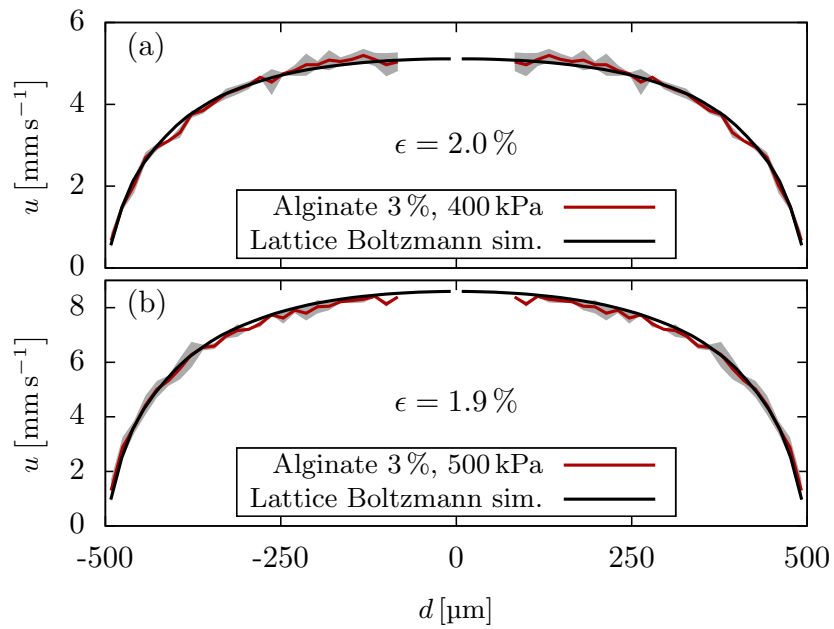 6
4
2
0
u [mm s⁻¹]
(a)
ϵ = 2.0 %
Alginate 3 %, 400 kPa
Lattice Boltzmann sim.
8
6
4
2
0
u [mm s⁻¹]
(b)
ϵ = 1.9 %
Alginate 3 %, 500 kPa
Lattice Boltzmann sim.
-500 -250 0 250 500
d [µm]